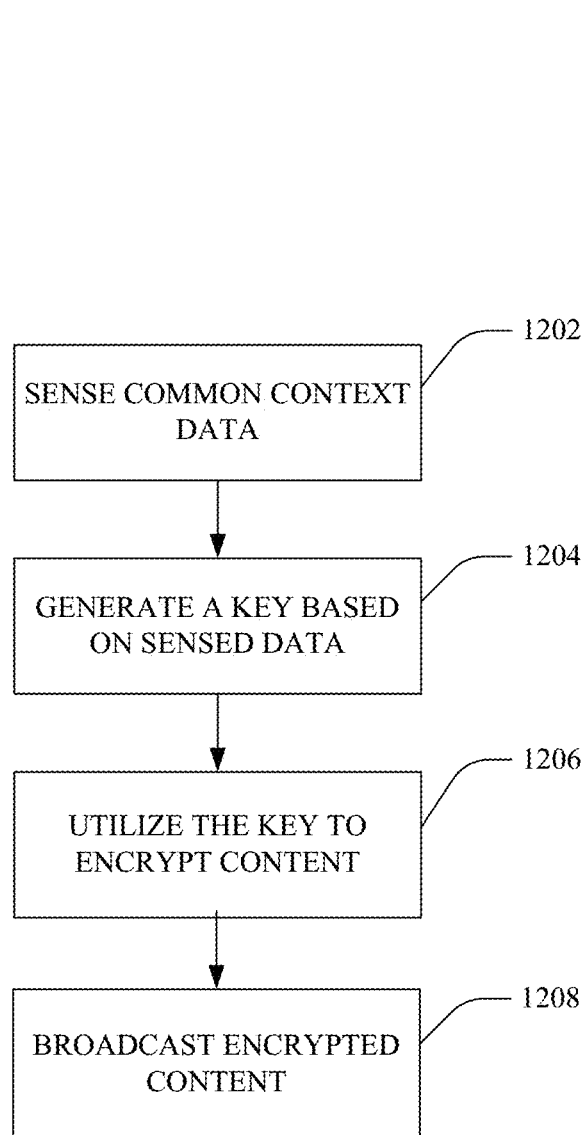 1202
SENSE COMMON CONTEXT
DATA
1204
GENERATE A KEY BASED
ON SENSED DATA
1206
UTILIZE THE KEY TO
ENCRYPT CONTENT
1208
BROADCAST ENCRYPTED
CONTENT